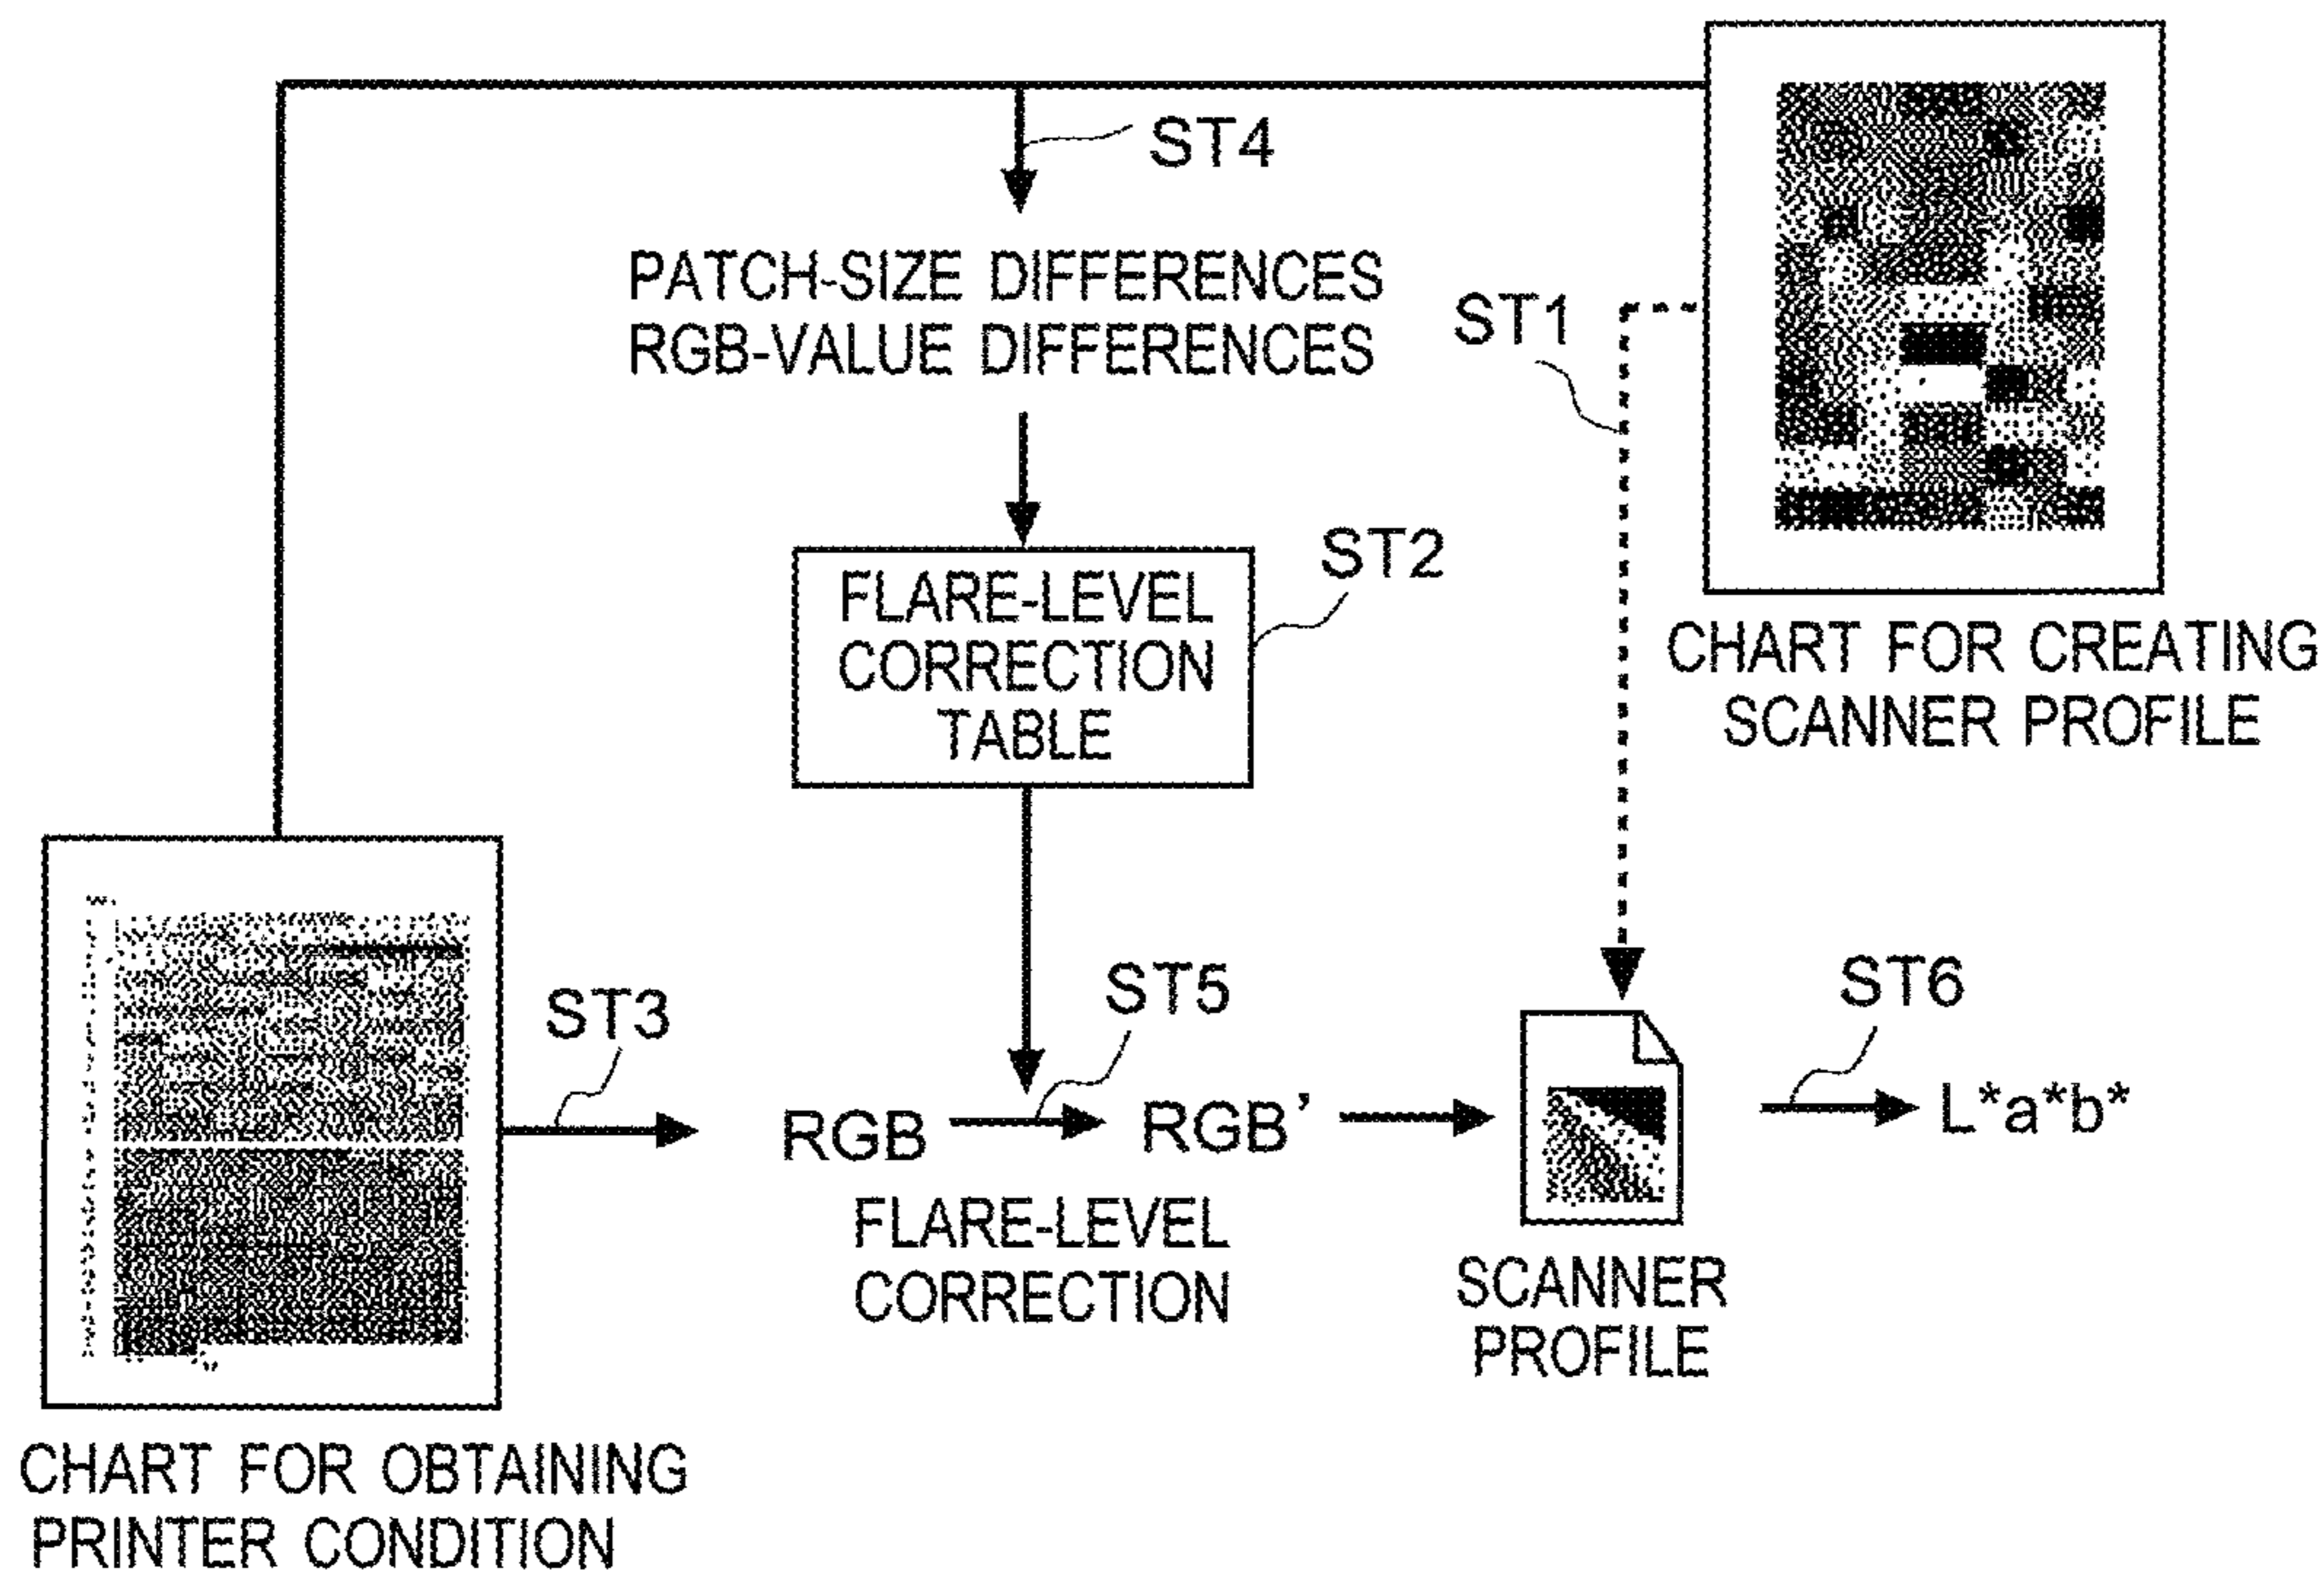 ST4
PATCH-SIZE DIFFERENCES
RGB-VALUE DIFFERENCES
ST1
ST2
FLARE-LEVEL
CORRECTION
TABLE
CHART FOR CREATING
SCANNER PROFILE
ST3
ST5
ST6
RGB
RGB’
L*a*b*
FLARE-LEVEL
CORRECTION
SCANNER
PROFILE
CHART FOR OBTAINING
PRINTER CONDITION